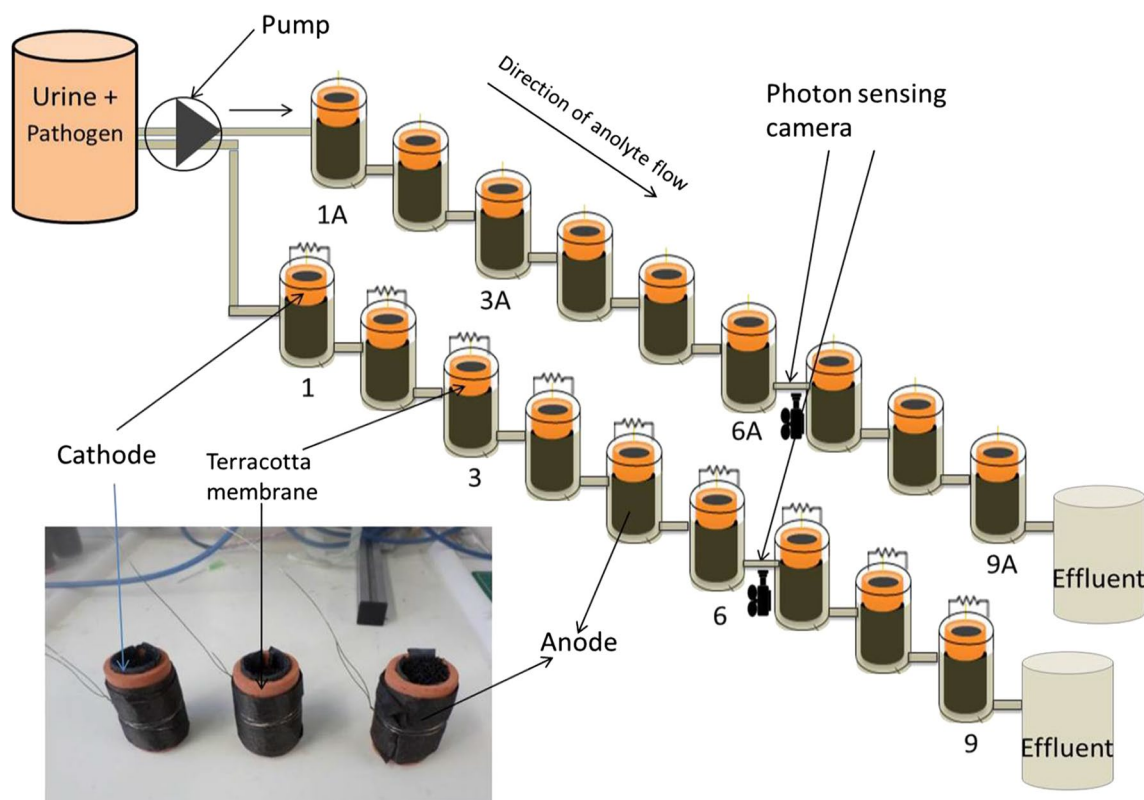 Pump
Urine +
Pathogen
Direction of anolyte flow
Photon sensing
camera
1A
3A
1
6A
3
Cathode
Terracotta
membrane
9A
Effluent
6
Anode
9
Effluent